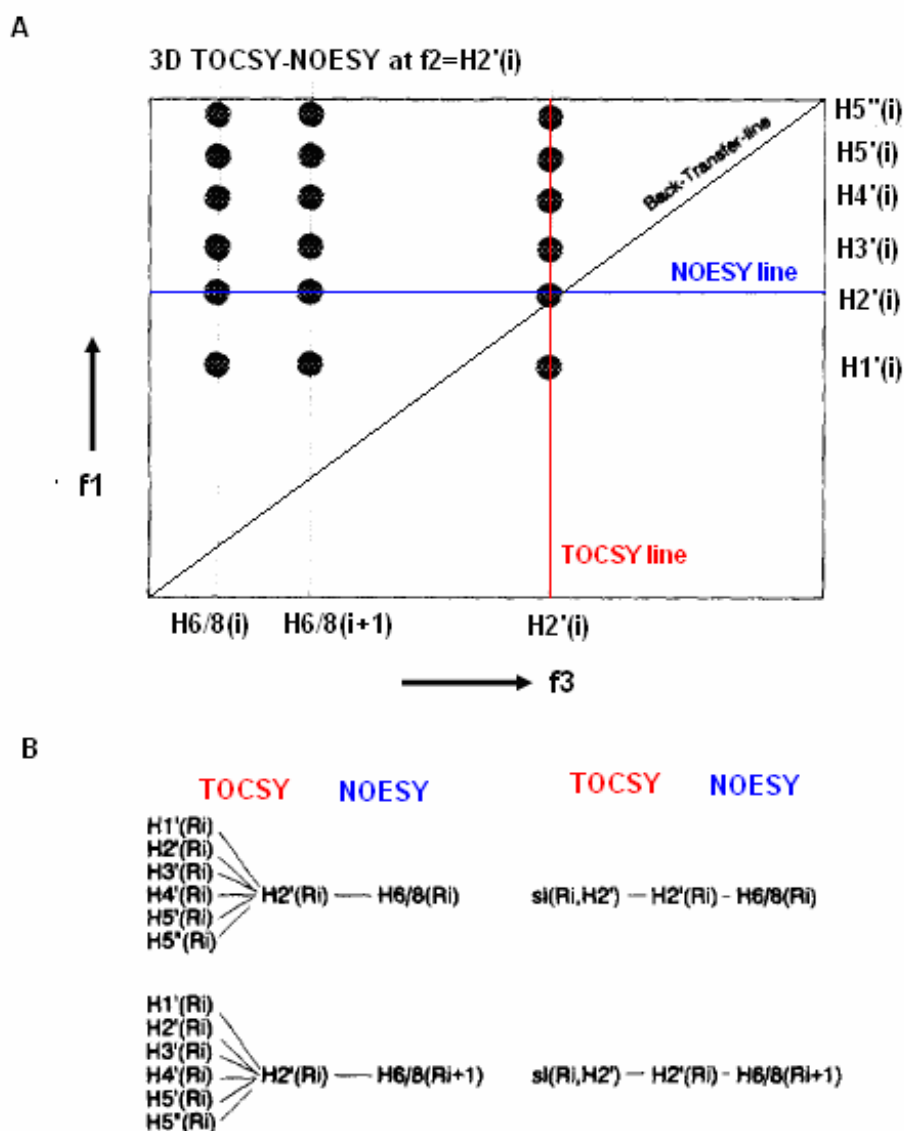 A
3D TOCSY-NOESY at f2=H2'(i)
H5"(i)
H5'(i)
H4'(i)
H3'(i)
H2'(i)
H1'(i)
Back-Transfer-line
NOESY line
TOCSY line
f1
H6/8(i) H6/8(i+1) H2'(i)
f3
B
TOCSY NOESY TOCSY NOESY
H1'(Ri)
H2'(Ri)
H3'(Ri)
H4'(Ri) H2'(Ri) — H6/8(Ri) sl(Ri,H2') — H2'(Ri) - H6/8(Ri)
H5'(Ri)
H5"(Ri)
H1'(Ri)
H2'(Ri)
H3'(Ri)
H4'(Ri) H2'(Ri) — H6/8(Ri+1) sl(Ri,H2') — H2'(Ri) - H6/8(Ri+1)
H5'(Ri)
H5"(Ri)